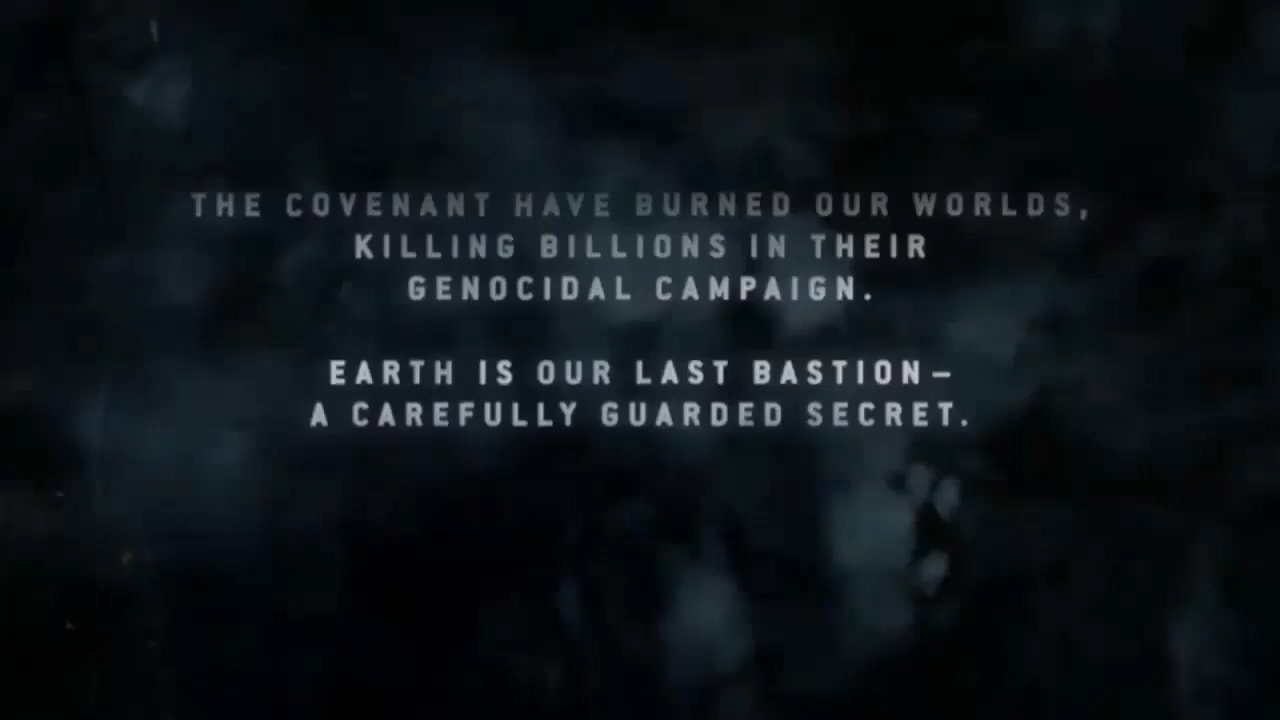 THE COVENANT HAVE BURNED OUR WORLDS,
KILLING BILLIONS IN THEIR
GENOCIDAL CAMPAIGN.
EARTH IS OUR LAST BASTION–
A CAREFULLY GUARDED SECRET.